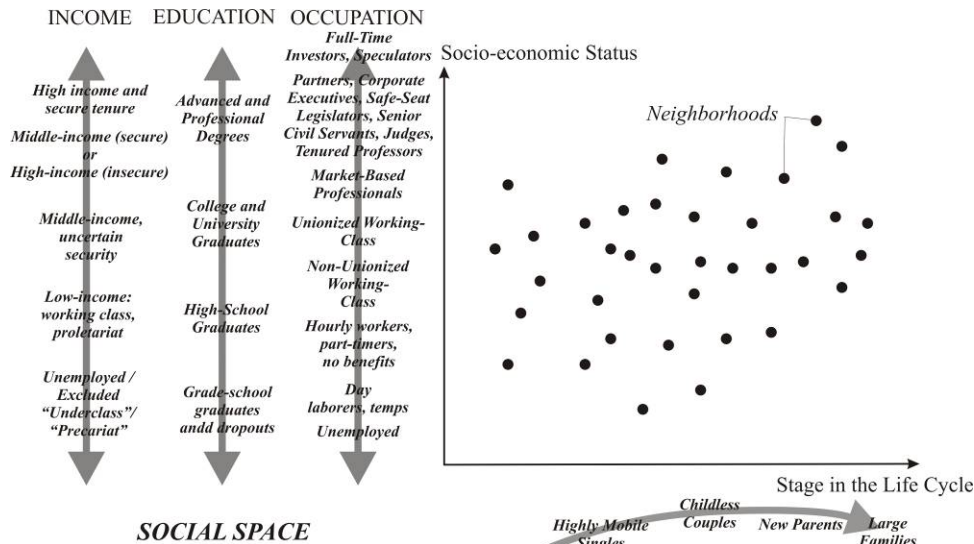 INCOME
High income and
secure tenure
Middle-income (secure)
or
High-income (insecure)
Middle-income,
uncertain
security
Low-income:
working class,
proletariat
Unemployed /
Excluded
“Underclass”/
“Precariat”
EDUCATION
Advanced and
Professional
Degrees
College and
University
Graduates
High-School
Graduates
Grade-school
graduates
andd dropouts
OCCUPATION
Full-Time
Investors, Speculators
Partners, Corporate
Executives, Safe-Seat
Legislators, Senior
Civil Servants, Judges,
Tenured Professors
Market-Based
Professionals
Unionized Working-
Class
Non-Unionized
Working-
Class
Hourly workers,
part-timers,
no benefits
Day
laborers, temps
Unemployed
SOCIAL SPACE
Socio-economic Status
Neighborhoods
Stage in the Life Cycle
Highly Mobile
Singles
Childless
Couples
New Parents
Large
Families